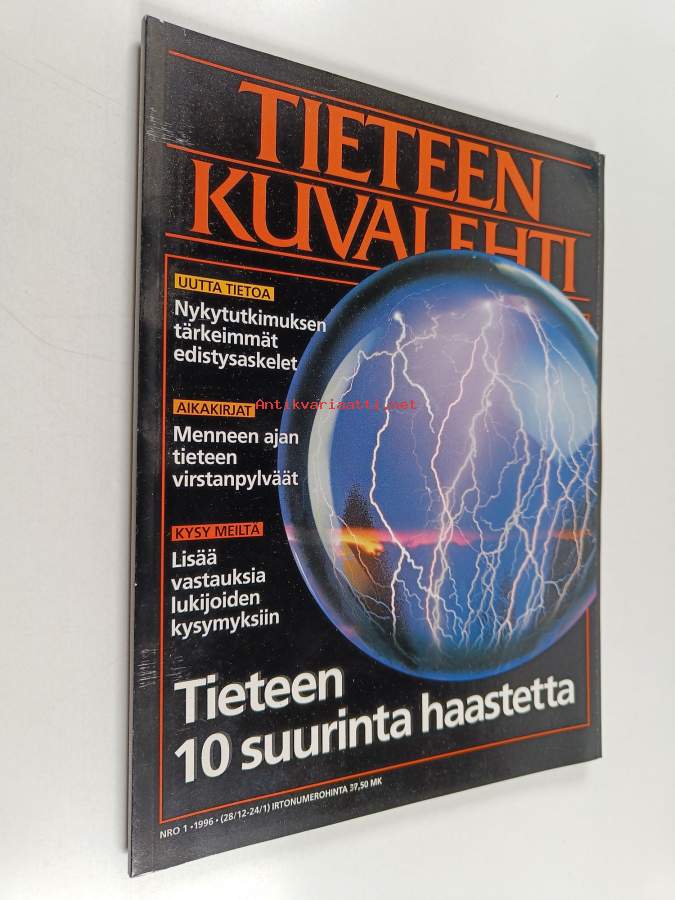 TIETEEN
KUVALEHTI
UUTTA TIETOA
Nykytutkimuksen
tärkeimmät
edistysaskelet
AIKAKIRJAT
Antikvariaatti.net
Menneen ajan
tieteen
virstanpylväät
KYSY MEILTÄ
Lisää
vastauksia
lukijoiden
kysymyksiin
Tieteen
10 suurinta haastetta
NRO 1 • 1996 • (28/12-24/1) IRTONUMEROHINTA 37,50 MK